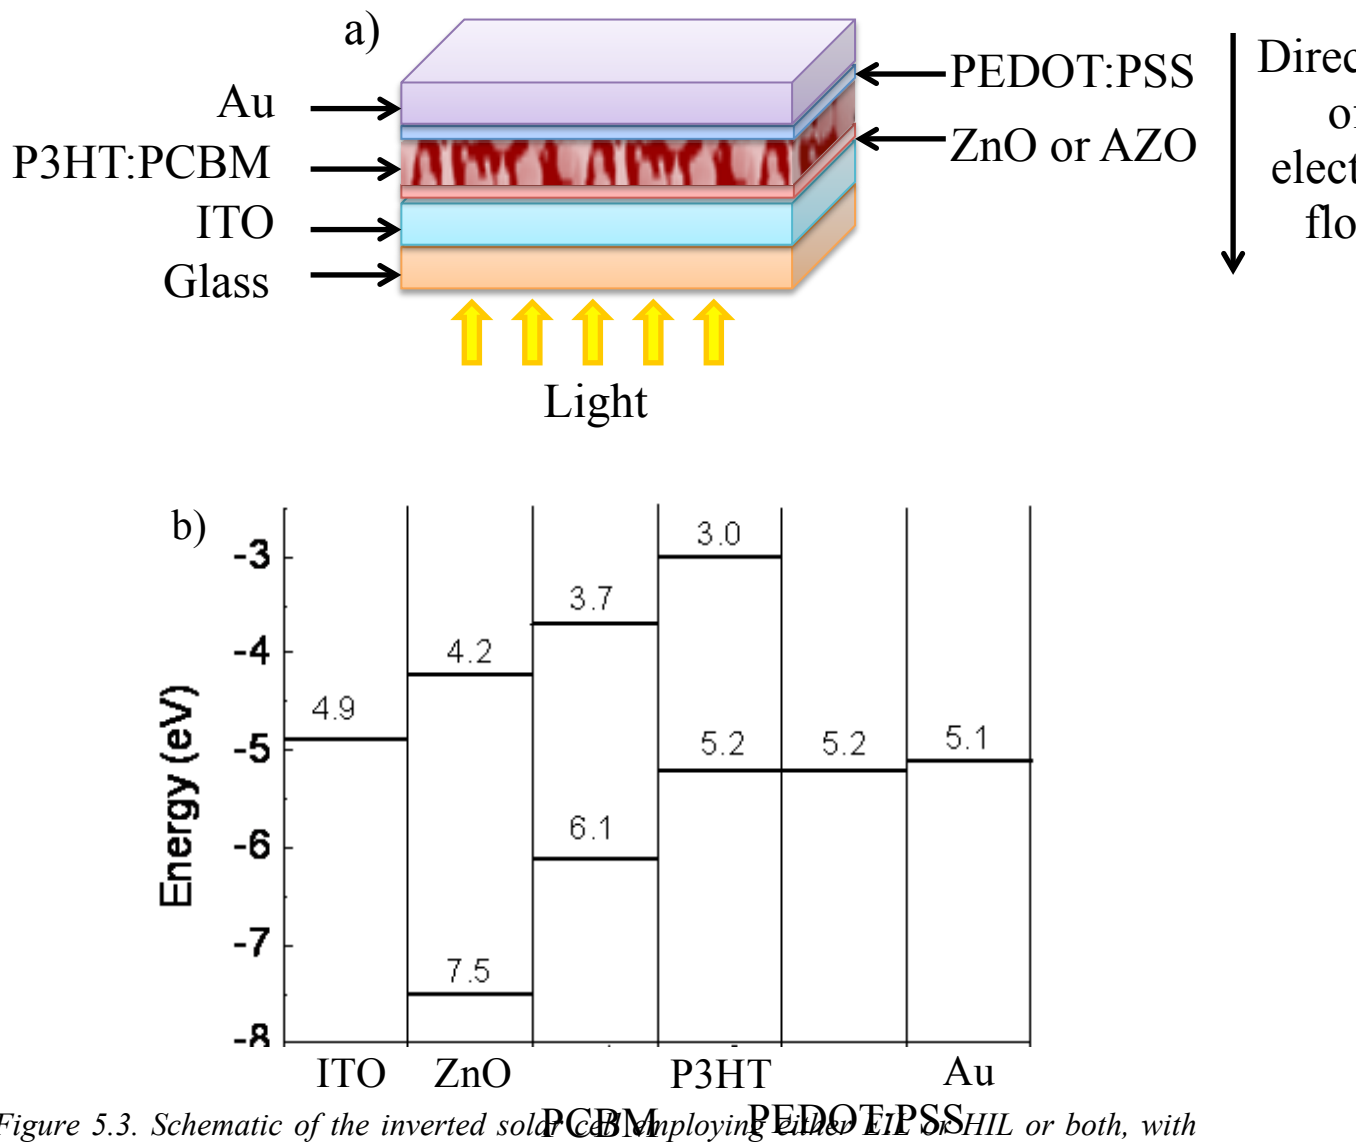 a)
Au
P3HT:PCBM
ITO
Glass
PEDOT:PSS
ZnO or AZO
Light
b)
Energy (eV)
-3
-4
-5
-6
-7
-8
4.9
4.2
7.5
3.7
6.1
3.0
5.2
5.2
5.1
ITO ZnO P3HT Au
PCBM PEDOT:PSS
Figure 5.3. Schematic of the inverted solar cell employing either EIL or HIL or both, with